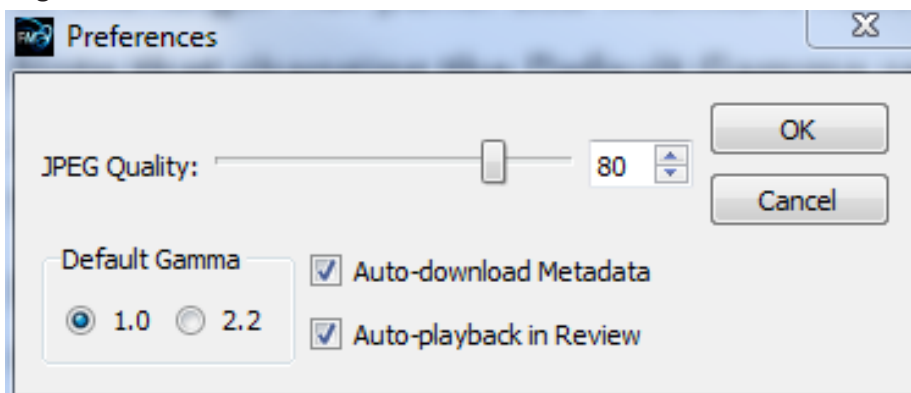 Preferences
JPEG Quality:
80
OK
Cancel
Default Gamma
1.0 2.2
Auto-download Metadata
Auto-playback in Review